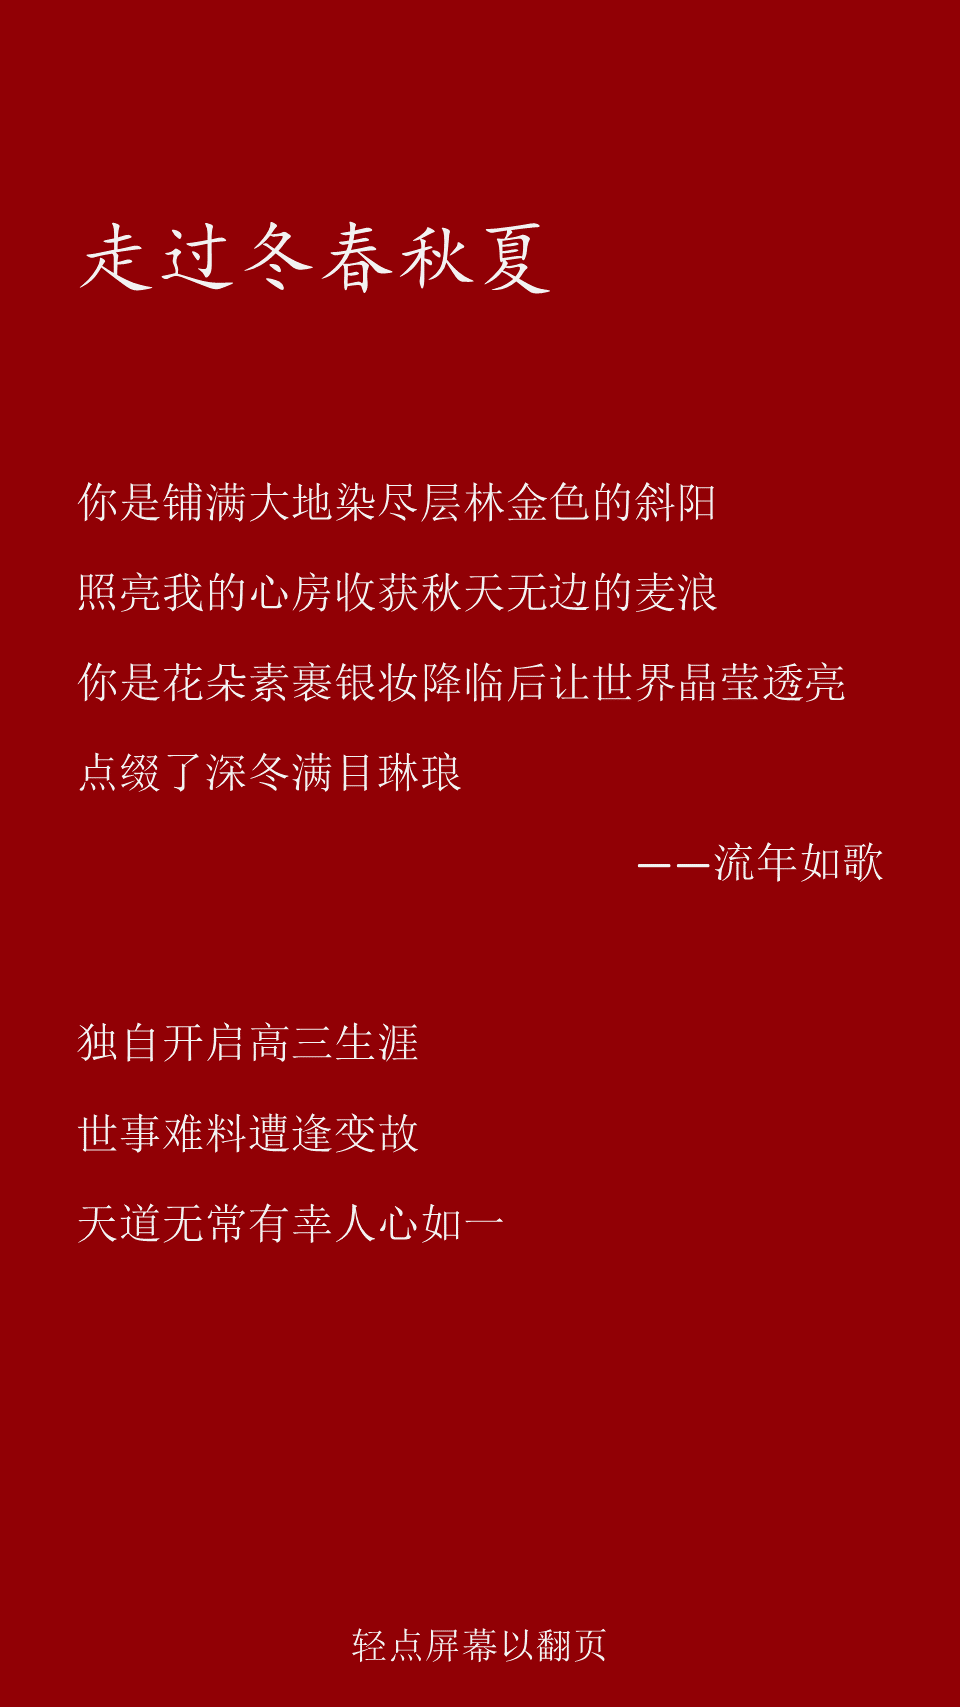 走过冬春秋夏
你是铺满大地染尽层林金色的斜阳
照亮我的心房收获秋天无边的麦浪
你是花朵素裹银妆降临后让世界晶莹透亮
点缀了深冬满目琳琅
——流年如歌
独自开启高三生涯
世事难料遭逢变故
天道无常有幸人心如一
轻点屏幕以翻页